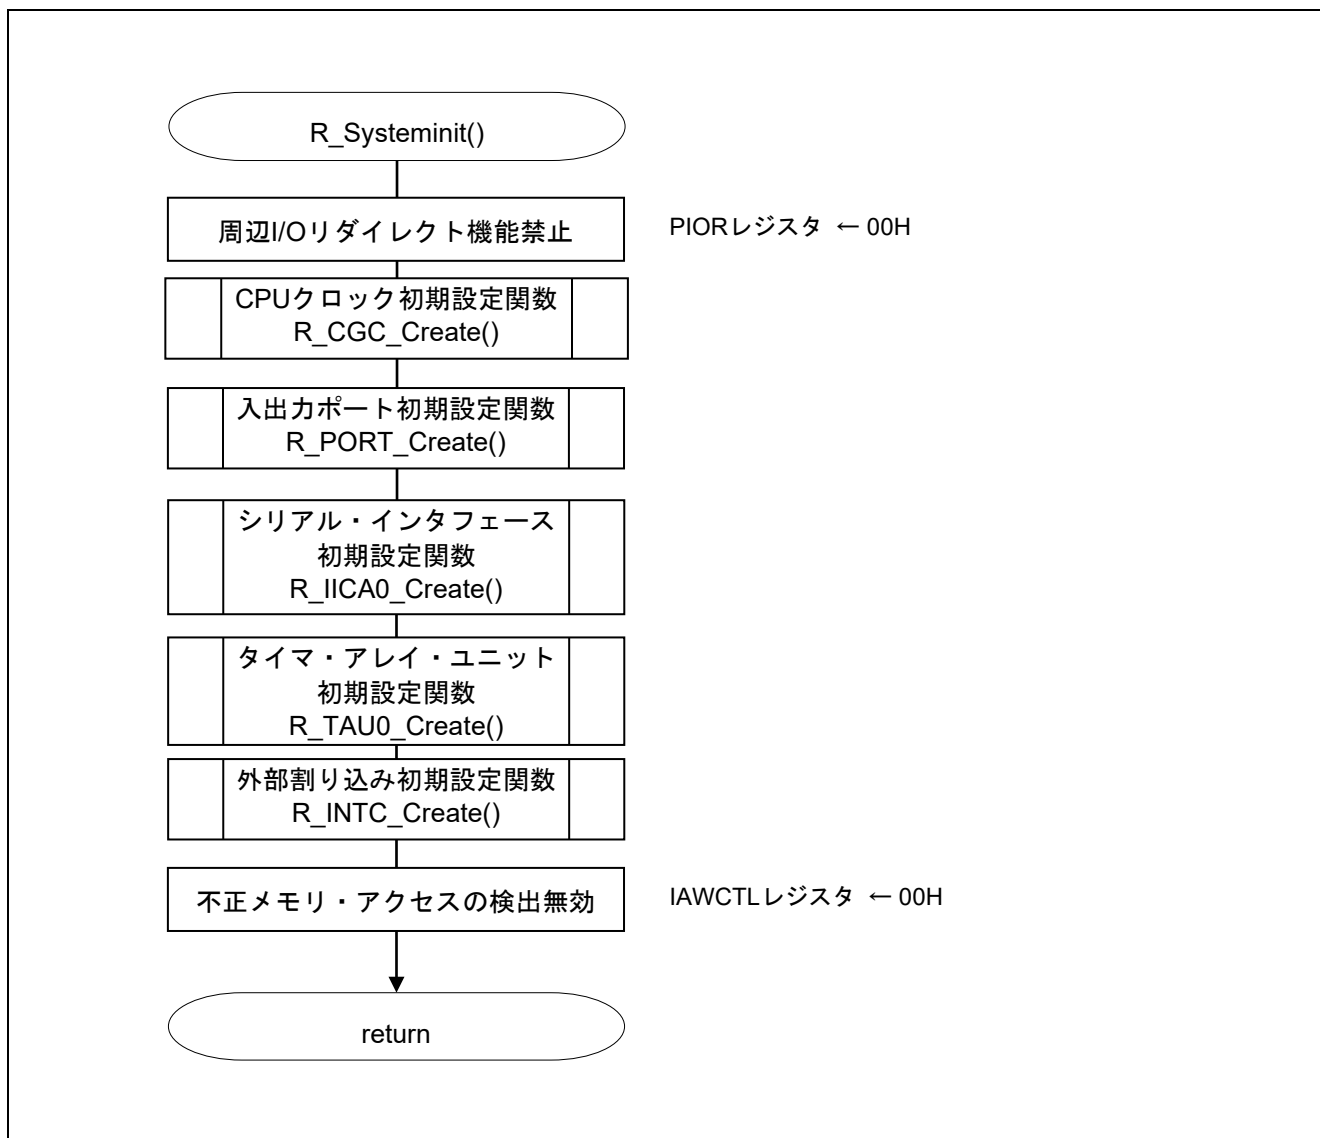 R_Systeminit()
周辺I/Oリダイレクト機能禁止
PIORレジスタ ← 00H
CPUクロック初期設定関数
R_CGC_Create()
入出力ポート初期設定関数
R_PORT_Create()
シリアル・インタフェース
初期設定関数
R_IICA0_Create()
タイマ・アレイ・ユニット
初期設定関数
R_TAU0_Create()
外部割り込み初期設定関数
R_INTC_Create()
不正メモリ・アクセスの検出無効
IAWCTLレジスタ ← 00H
return